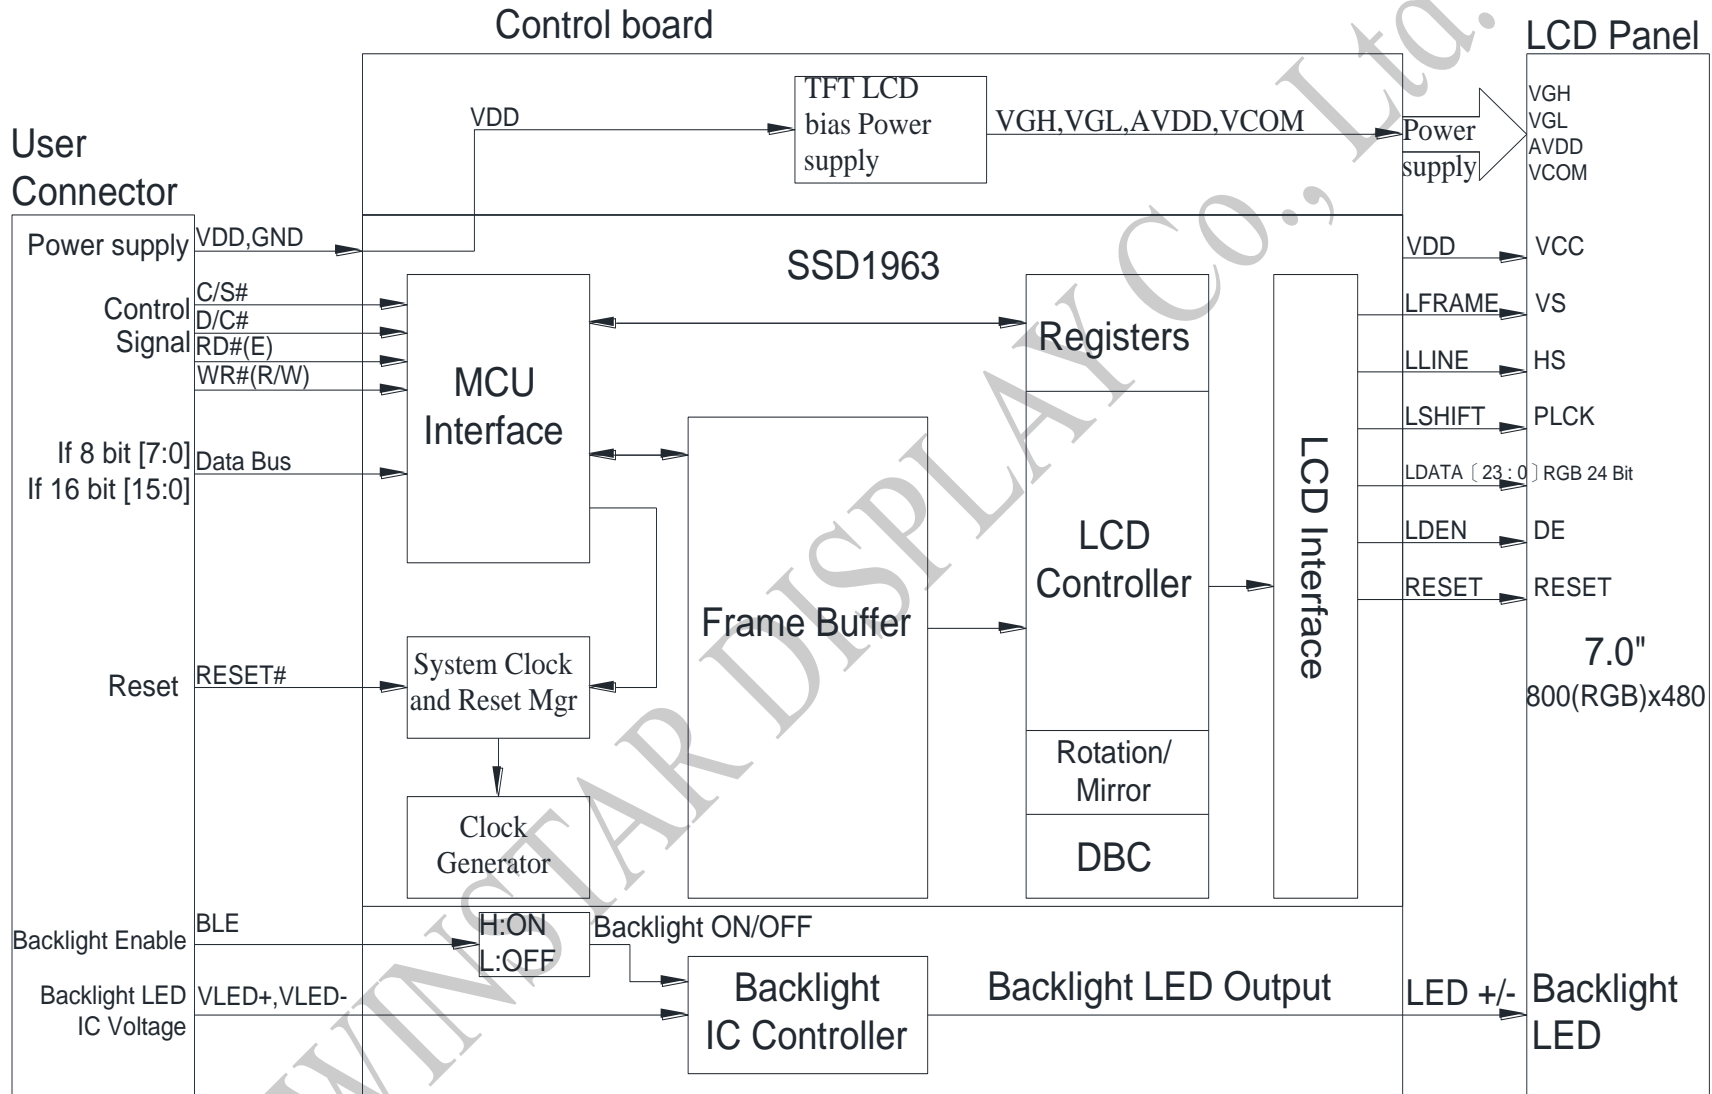 Control board
LCD Panel
TFT LCD
bias Power
supply
VDD
VGH,VGL,AVDD,VCOM
Power
supply
VGH
VGL
AVDD
VCOM
User
Connector
Power supply
VDD,GND
SSD1963
VDD
VCC
Control
Signal
C/S#
D/C#
RD#(E)
WR#(R/W)
MCU
Interface
Registers
LFRAME
VS
LLINE
HS
LSHIFT
PLCK
If 8 bit [7:0]
If 16 bit [15:0]
Data Bus
LCD Interface
LDATA〔23:0〕RGB 24 Bit
LCD
Controller
LDEN
DE
RESET
RESET
Frame Buffer
7.0"
800(RGB)x480
Reset
RESET#
System Clock
and Reset Mgr
Rotation/
Mirror
Clock
Generator
DBC
Backlight Enable
BLE
H:ON
L:OFF
Backlight ON/OFF
Backlight LED
IC Voltage
VLED+,VLED-
Backlight
IC Controller
Backlight LED Output
LED +/-
Backlight
LED
WINSTAR DISPLAY Co., Ltd.